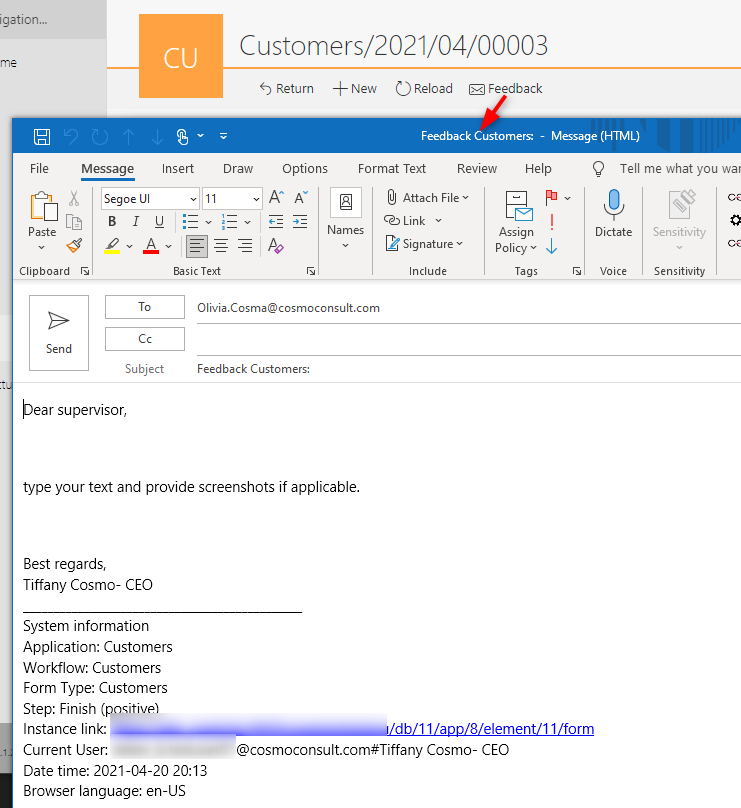 igation...
me
CU
Customers/2021/04/00003
Return New Reload Feedback
Feedback Customers: - Message (HTML)
File Message Insert Draw Options Format Text Review Help Tell me what you wan
Segoe UI 11
Paste
B I U
A
Names
Attach File
Link
Signature
Assign
Policy
Dictate
Sensitivity
Clipboard Basic Text Include Tags Voice Sensitivity
To Olivia.Cosma@cosmoconsult.com
Send
Cc
Subject Feedback Customers:
Dear supervisor,
type your text and provide screenshots if applicable.
Best regards,
Tiffany Cosmo- CEO
System information
Application: Customers
Workflow: Customers
Form Type: Customers
Step: Finish (positive)
Instance link: /db/11/app/8/element/11/form
Current User: @cosmoconsult.com#Tiffany Cosmo- CEO
Date time: 2021-04-20 20:13
Browser language: en-US